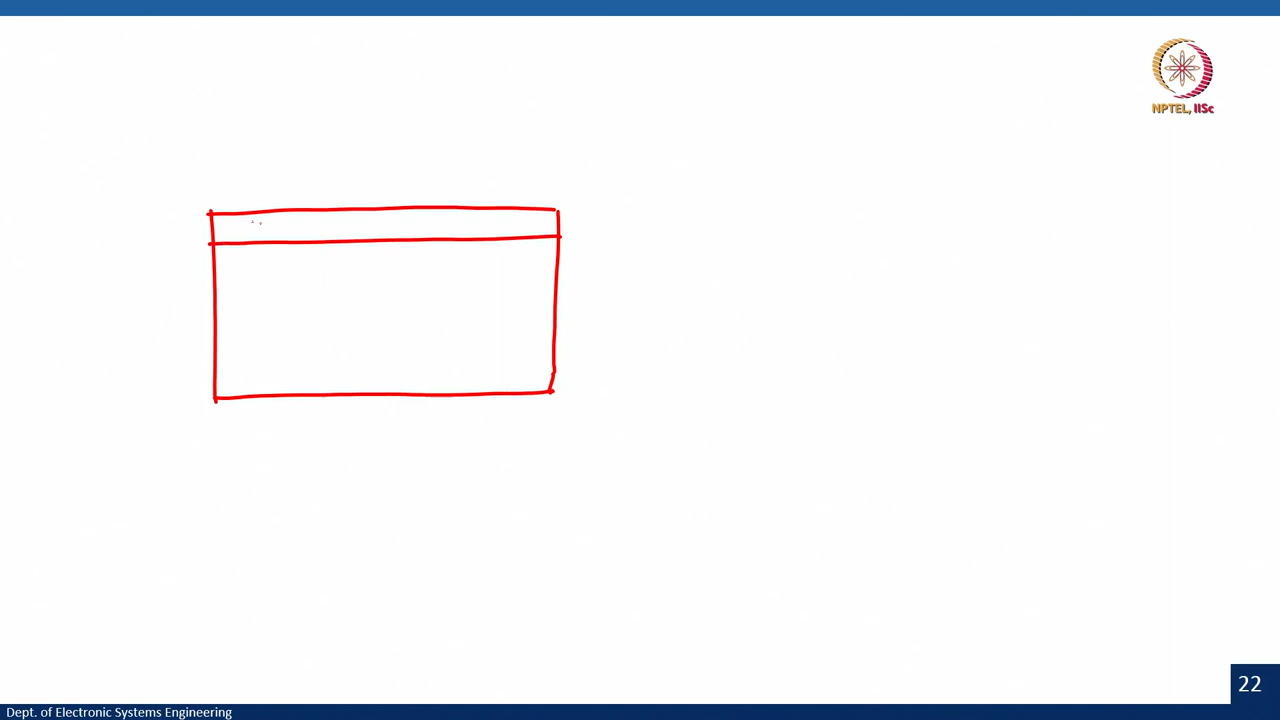 NPTEL, IISc
22
Dept. of Electronic Systems Engineering